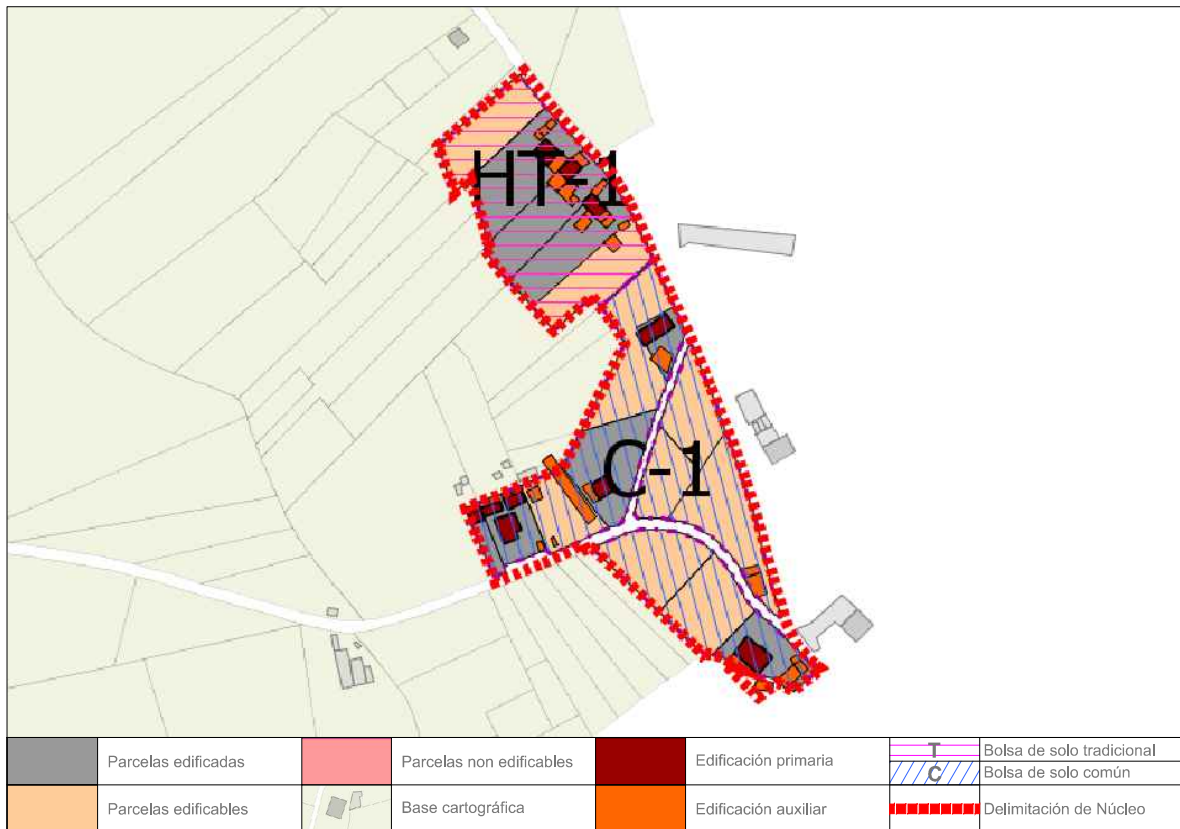 HT-1
C-1
Parcelas edificadas
Parcelas non edificables
Edificación primaria
T
Bolsa de solo tradicional
C
Bolsa de solo común
Parcelas edificables
Base cartográfica
Edificación auxiliar
Delimitación de Núcleo